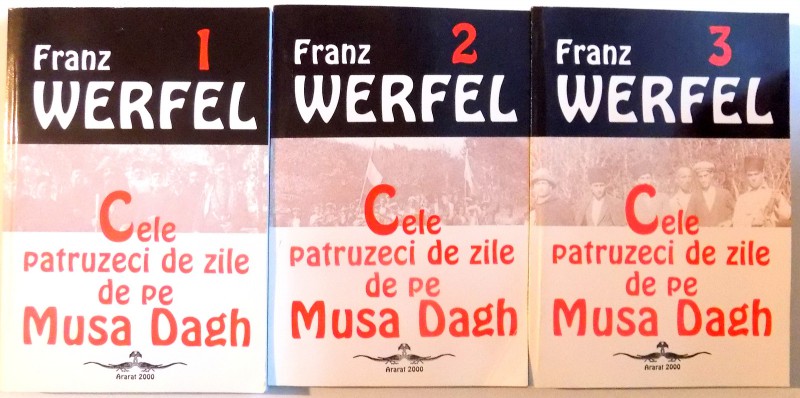 1
Franz
WERFEL
Cele
patruzeci de zile
de pe
Musa Dagh
Ararat 2000
2
Franz
WERFEL
Cele
patruzeci de zile
de pe
Musa Dagh
Ararat 2000
3
Franz
WERFEL
Cele
patruzeci de zile
de pe
Musa Dagh
Ararat 2000